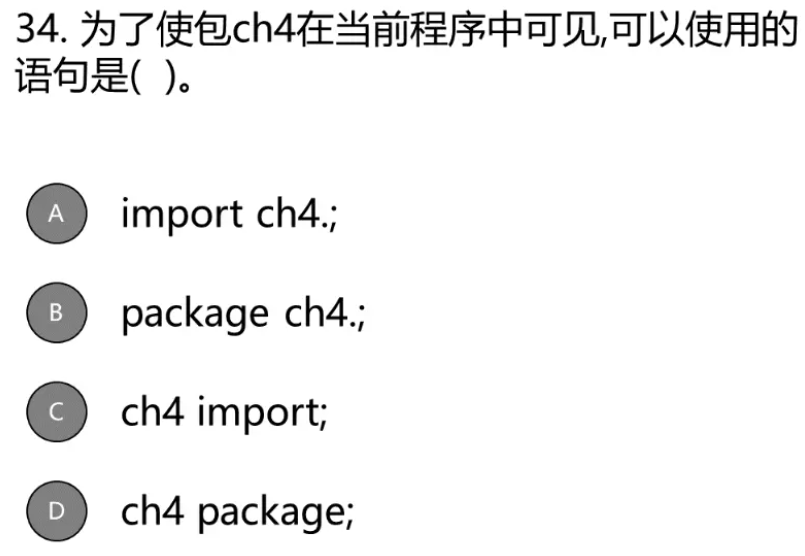 34. 为了使包ch4在当前程序中可见,可以使用的
语句是( )。
A import ch4.;
B package ch4.;
C ch4 import;
D ch4 package;